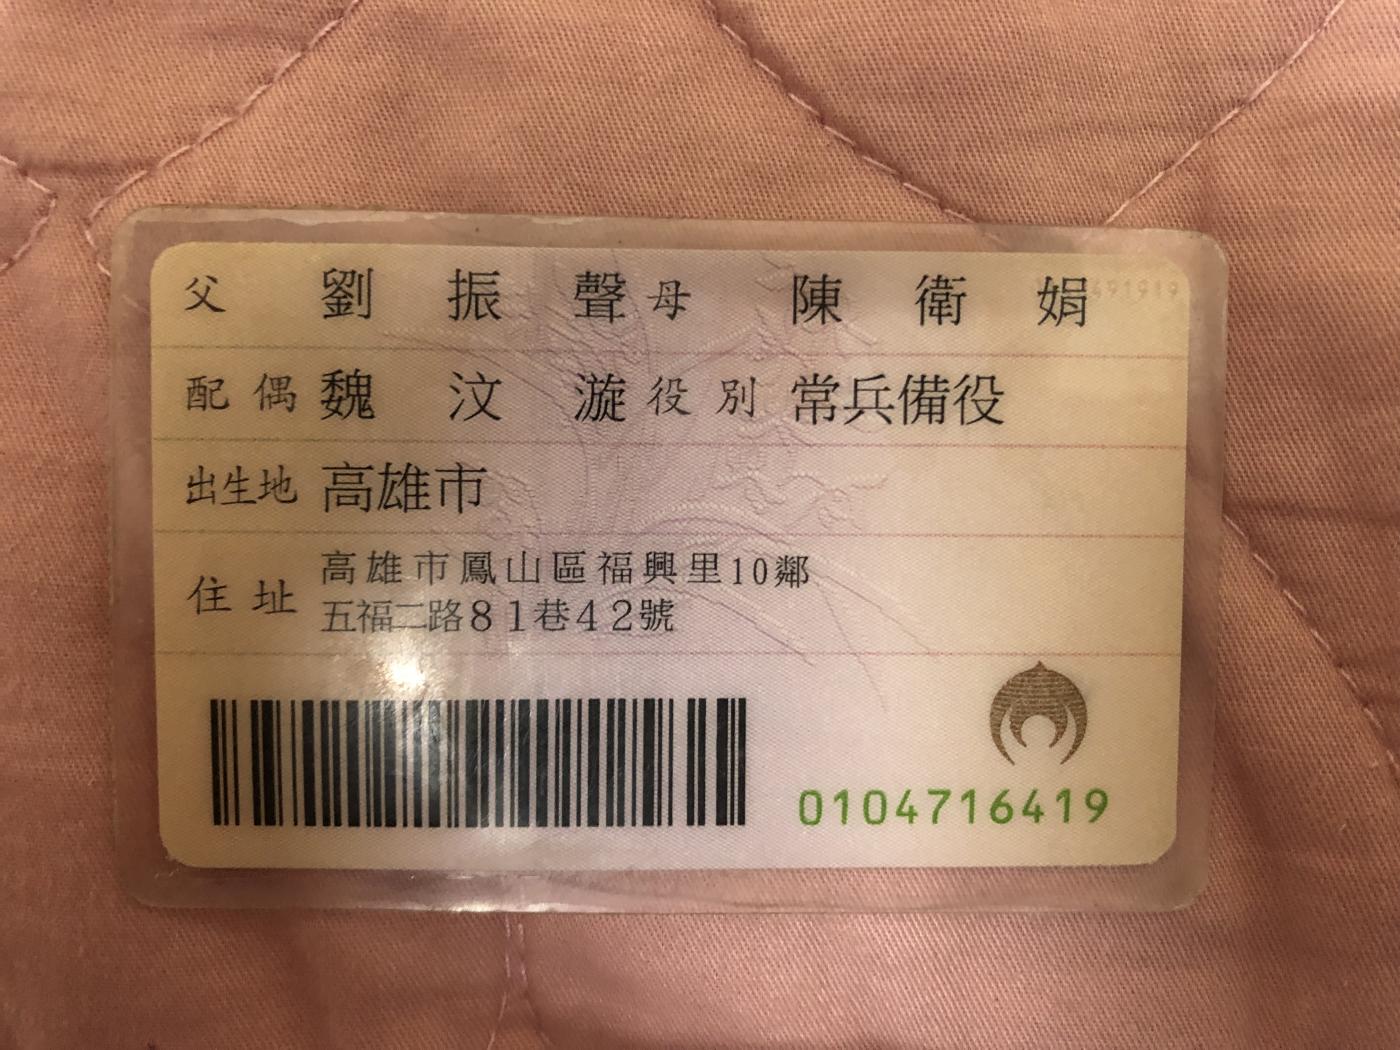 父 劉振聲 母 陳衛娟
配偶 魏汶漩 役別 常兵備役
出生地 高雄市
住址 高雄市鳳山區福興里10鄰
五福二路81巷42號
0104716419